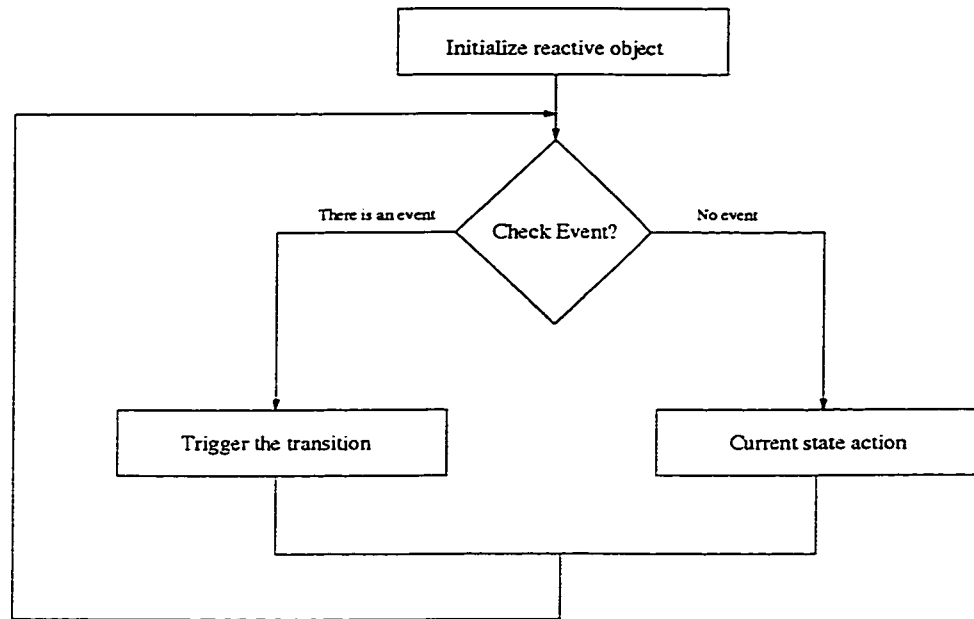 Initialize reactive object
There is an event
No event
Check Event?
Trigger the transition
Current state action